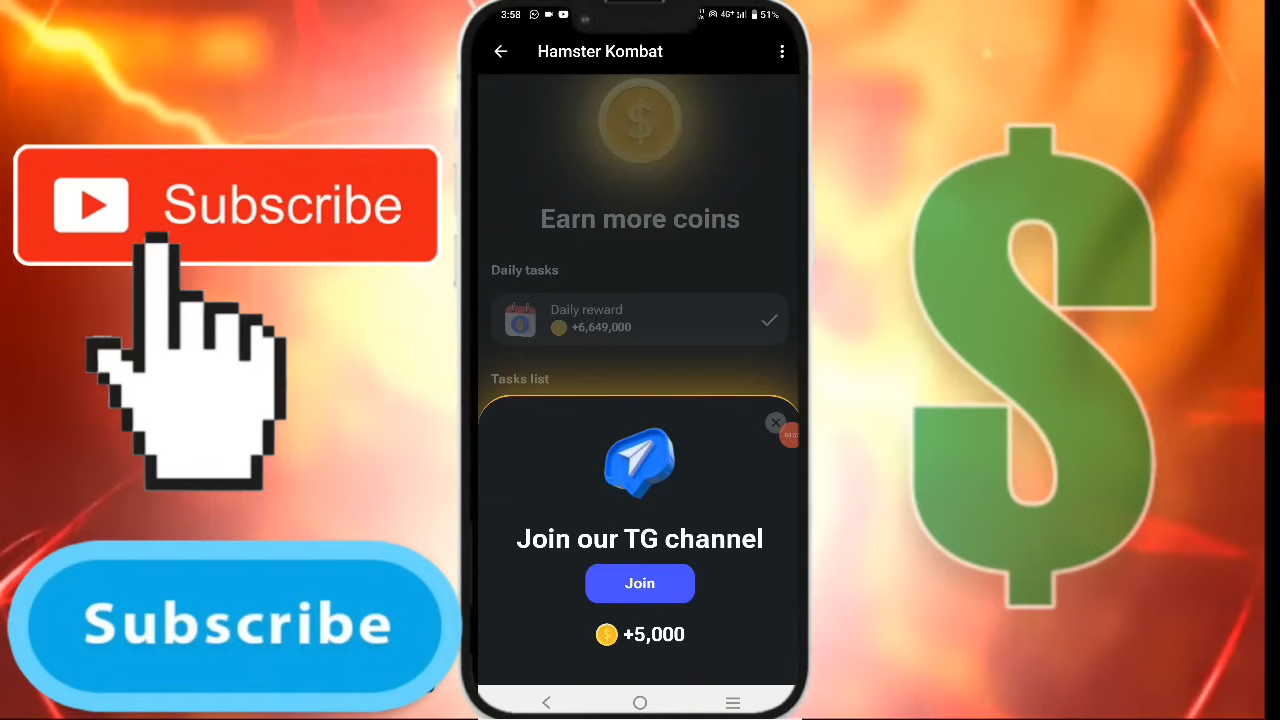 3:58
4G+
51%
Hamster Kombat
$
Earn more coins
Daily tasks
Daily reward
+6,649,000
Tasks list
Join our TG channel
Join
+5,000
Subscribe
Subscribe
$